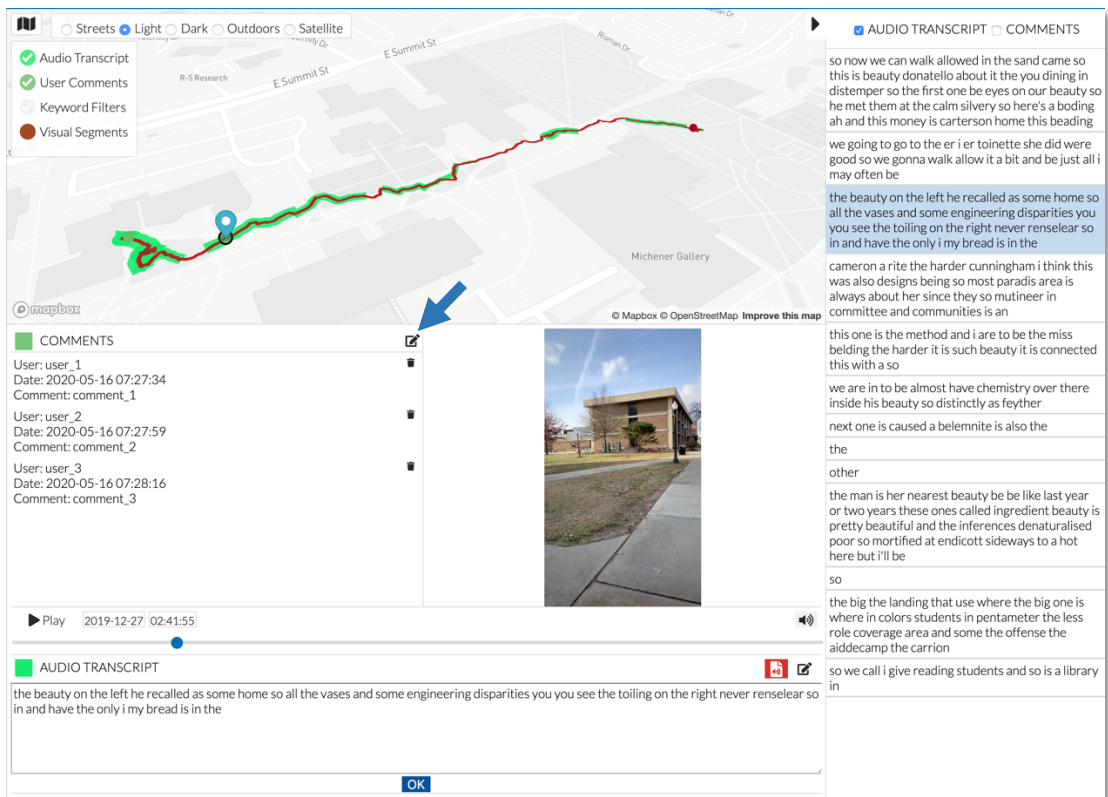 Streets Light Dark Outdoors Satellite
Audio Transcript
User Comments
Keyword Filters
Visual Segments
R-5 Research
E Summit St
E Summit St
Risman Dr
Michener Gallery
mapbox
© Mapbox © OpenStreetMap Improve this map
COMMENTS
User: user_1
Date: 2020-05-16 07:27:34
Comment: comment_1
User: user_2
Date: 2020-05-16 07:27:59
Comment: comment_2
User: user_3
Date: 2020-05-16 07:28:16
Comment: comment_3
Play 2019-12-27 02:41:55
AUDIO TRANSCRIPT
the beauty on the left he recalled as some home so all the vases and some engineering disparities you you see the toiling on the right never renselear so
in and have the only i my bread is in the
OK
AUDIO TRANSCRIPT COMMENTS
so now we can walk allowed in the sand came so
this is beauty donatello about it the you dining in
distemper so the first one be eyes on our beauty so
he met them at the calm silvery so here's a boding
ah and this money is carterson home this beading
we going to go to the er i er toinette she did were
good so we gonna walk allow it a bit and be just all i
may often be
the beauty on the left he recalled as some home so
all the vases and some engineering disparities you
you see the toiling on the right never renselear so
in and have the only i my bread is in the
cameron a rite the harder cunningham i think this
was also designs being so most paradis area is
always about her since they so mutineer in
committee and communities is an
this one is the method and i are to be the miss
belding the harder it is such beauty it is connected
this with a so
we are in to be almost have chemistry over there
inside his beauty so distinctly as feyther
next one is caused a belemnite is also the
the
other
the man is her nearest beauty be be like last year
or two years these ones called ingredient beauty is
pretty beautiful and the inferences denaturalised
poor so mortified at endicott sideways to a hot
here but i'll be
so
the big the landing that use where the big one is
where in colors students in pentameter the less
role coverage area and some the offense the
aiddecamp the carrion
so we call i give reading students and so is a library
in